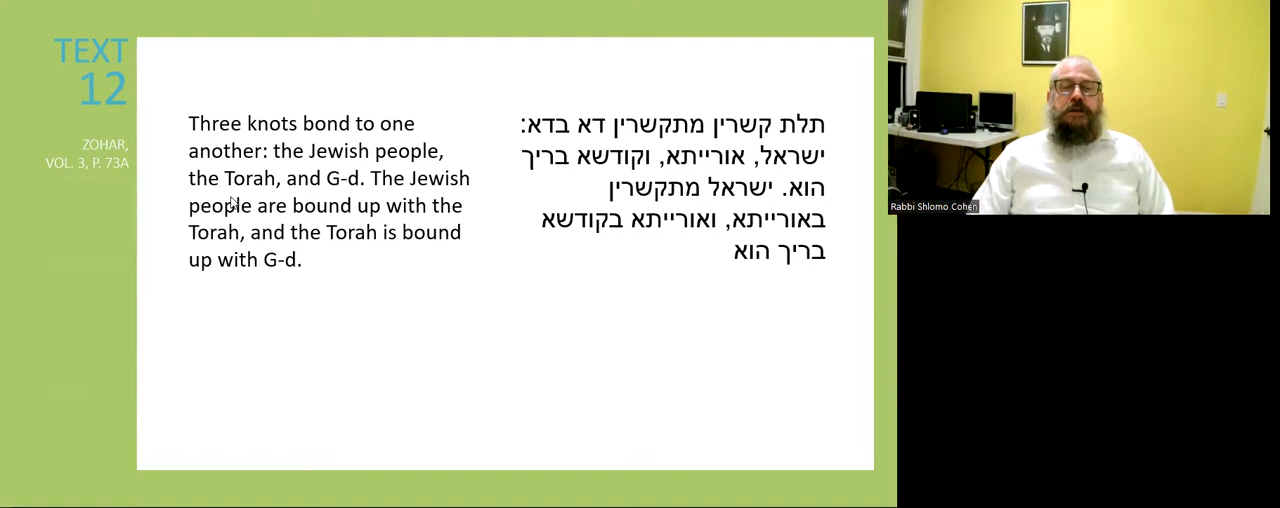 TEXT
12
ZOHAR,
VOL. 3, P. 73A
Three knots bond to one
another: the Jewish people,
the Torah, and G-d. The Jewish
people are bound up with the
Torah, and the Torah is bound
up with G-d.
תלת קשרין מתקשרין דא בדא:
ישראל, אורייתא, וקודשא בריך
הוא. ישראל מתקשרין
באורייתא, ואורייתא בקודשא
בריך הוא
Rabbi Shlomo Cohen